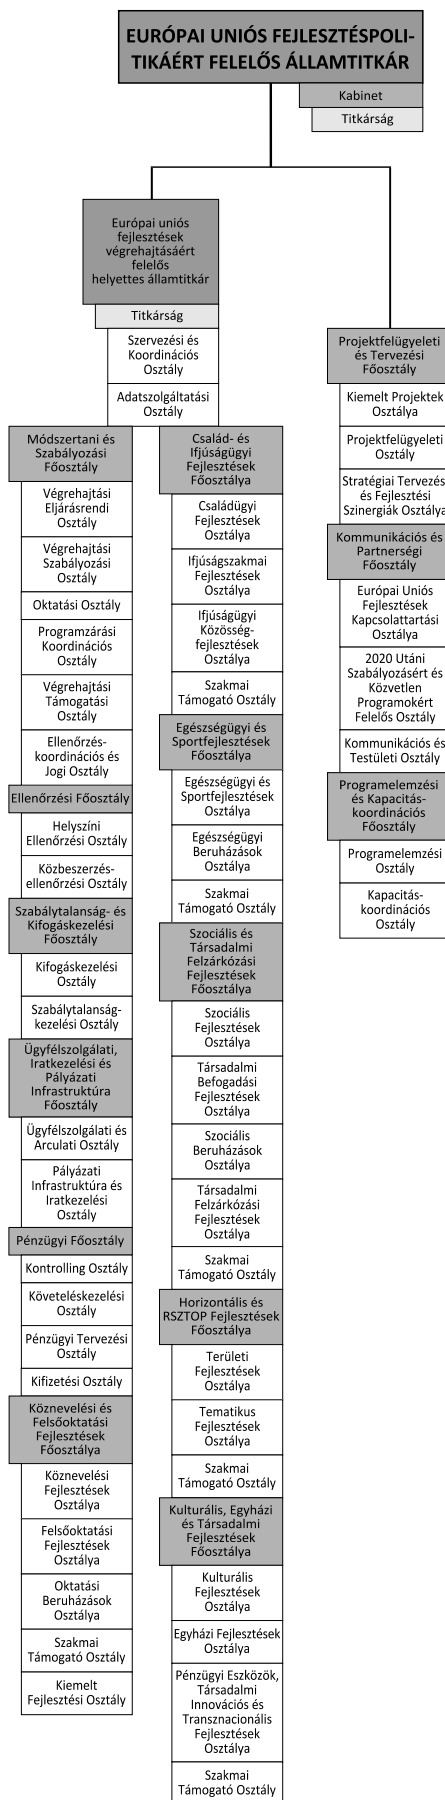 EURÓPAI UNIÓS FEJLESZTÉSPOLI-
TIKÁÉRT FELELŐS ÁLLAMTITKÁR
Kabinet
Titkárság
Európai uniós
fejlesztések
végrehajtásáért
felelős
helyettes államtitkár
Titkárság
Szervezési és
Koordinációs
Osztály
Adatszolgáltatási
Osztály
Módszertani és
Szabályozási
Főosztály
Végrehajtási
Eljárásrendi
Osztály
Végrehajtási
Szabályozási
Osztály
Oktatási Osztály
Programzárási
Koordinációs
Osztály
Végrehajtási
Támogatási
Osztály
Ellenőrzés-
koordinációs és
Jogi Osztály
Ellenőrzési Főosztály
Helyszíni
Ellenőrzési Osztály
Közbeszerzés-
ellenőrzési Osztály
Szabálytalanság- és
Kifogáskezelési
Főosztály
Kifogáskezelési
Osztály
Szabálytalanság-
kezelési Osztály
Ügyfélszolgálati,
Iratkezelési és
Pályázati
Infrastruktúra
Főosztály
Ügyfélszolgálati és
Arculati Osztály
Pályázati
Infrastruktúra és
Iratkezelési
Osztály
Pénzügyi Főosztály
Kontrolling Osztály
Követeléskezelési
Osztály
Pénzügyi Tervezési
Osztály
Kifizetési Osztály
Köznevelési és
Felsőoktatási
Fejlesztések
Főosztálya
Köznevelési
Fejlesztések
Osztálya
Felsőoktatási
Fejlesztések
Osztálya
Oktatási
Beruházások
Osztálya
Szakmai
Támogató Osztály
Kiemelt
Fejlesztési Osztály
Család- és
Ifjúságügyi
Fejlesztések
Főosztálya
Családügyi
Fejlesztések
Osztálya
Ifjúságszakmai
Fejlesztések
Osztálya
Ifjúságügyi
Közösség-
fejlesztések
Osztálya
Szakmai
Támogató Osztály
Egészségügyi és
Sportfejlesztések
Főosztálya
Egészségügyi és
Sportfejlesztések
Osztálya
Egészségügyi
Beruházások
Osztálya
Szakmai
Támogató Osztály
Szociális és
Társadalmi
Felzárkózási
Fejlesztések
Főosztálya
Szociális
Fejlesztések
Osztálya
Társadalmi
Befogadási
Fejlesztések
Osztálya
Szociális
Beruházások
Osztálya
Társadalmi
Felzárkózási
Fejlesztések
Osztálya
Szakmai
Támogató Osztály
Horizontális és
RSZTOP Fejlesztések
Főosztálya
Területi
Fejlesztések
Osztálya
Tematikus
Fejlesztések
Osztálya
Szakmai
Támogató Osztály
Kulturális, Egyházi
és Társadalmi
Fejlesztések
Főosztálya
Kulturális
Fejlesztések
Osztálya
Egyházi Fejlesztések
Osztálya
Pénzügyi Eszközök,
Társadalmi
Innovációs és
Transznacionális
Fejlesztések
Osztálya
Szakmai
Támogató Osztály
Projektfelügyeleti
és Tervezési
Főosztály
Kiemelt Projektek
Osztálya
Projektfelügyeleti
Osztály
Stratégiai Tervezés
és Fejlesztési
Szinergiák Osztálya
Kommunikációs és
Partnerségi
Főosztály
Európai Uniós
Fejlesztések
Kapcsolattartási
Osztálya
2020 Utáni
Szabályozásért és
Közvetlen
Programokért
Felelős Osztály
Kommunikációs és
Testületi Osztály
Programelemzési
és Kapacitás-
koordinációs
Főosztály
Programelemzési
Osztály
Kapacitás-
koordinációs
Osztály